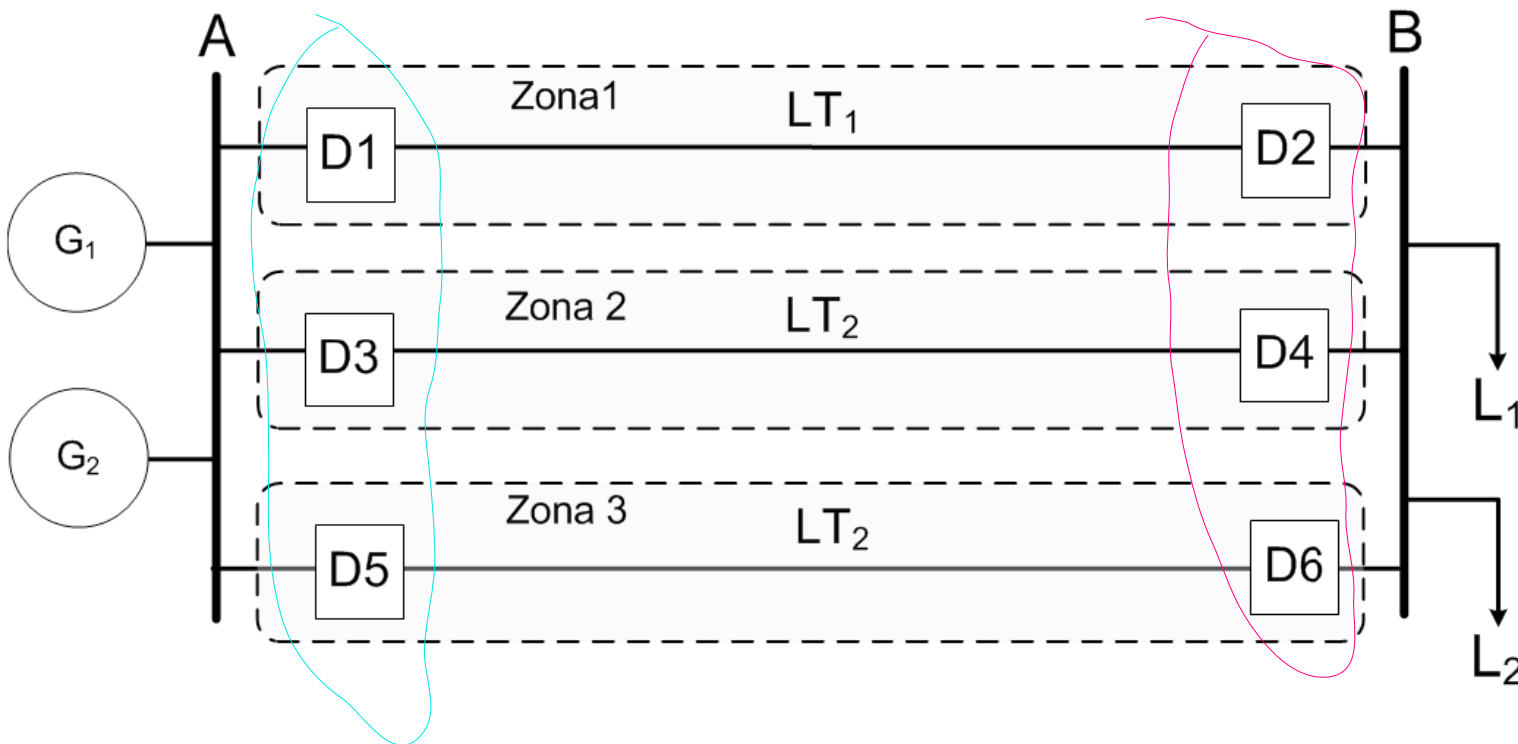 A
B
Zona1
LT₁
D1
D2
G₁
Zona 2
LT₂
D3
D4
L₁
G₂
Zona 3
LT₂
D5
D6
L₂